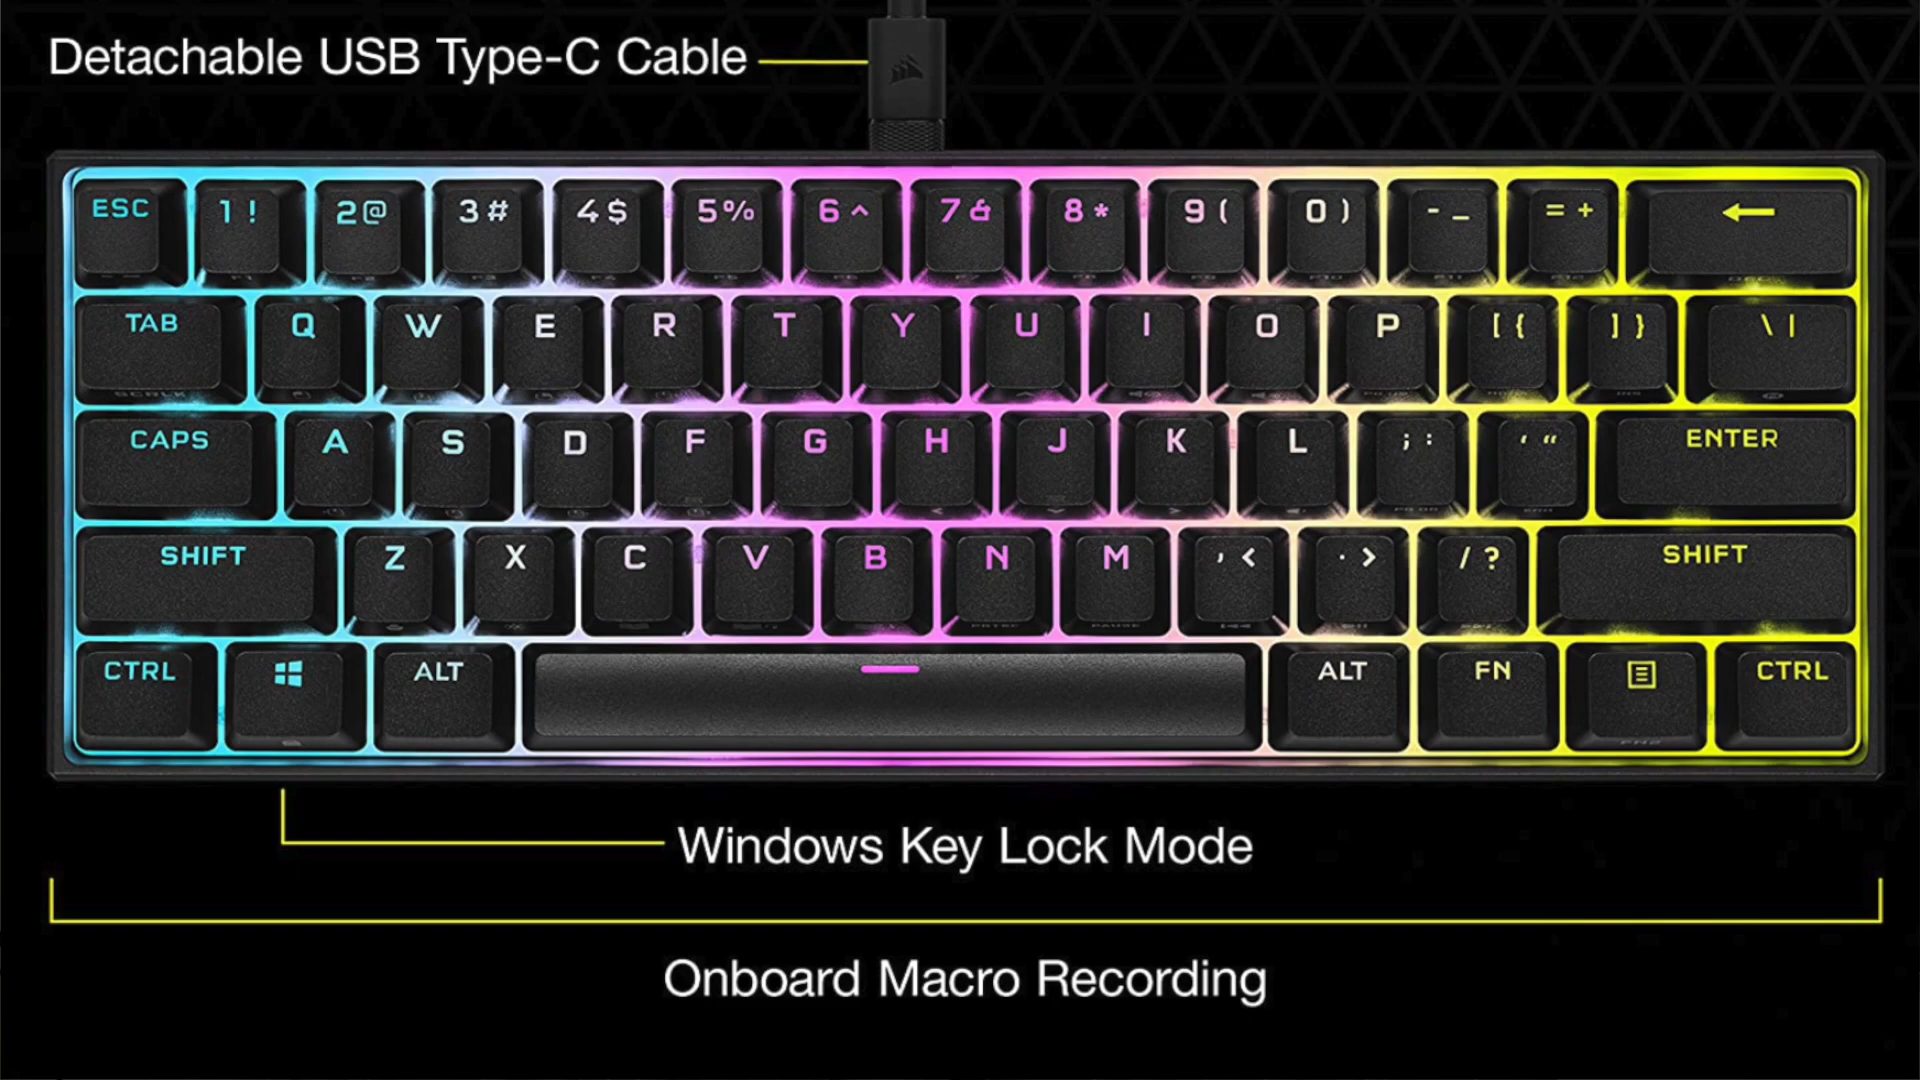 Detachable USB Type-C Cable
ESC 1 ! 2 @ 3 # 4 $ 5 % 6 ^ 7 & 8 * 9 ( 0 ) - _ = +
TAB Q W E R T Y U I O P [ { ] } \ |
CAPS A S D F G H J K L ; : ‘ “ ENTER
SHIFT Z X C V B N M , < . > / ? SHIFT
CTRL ALT ALT FN CTRL
Windows Key Lock Mode
Onboard Macro Recording